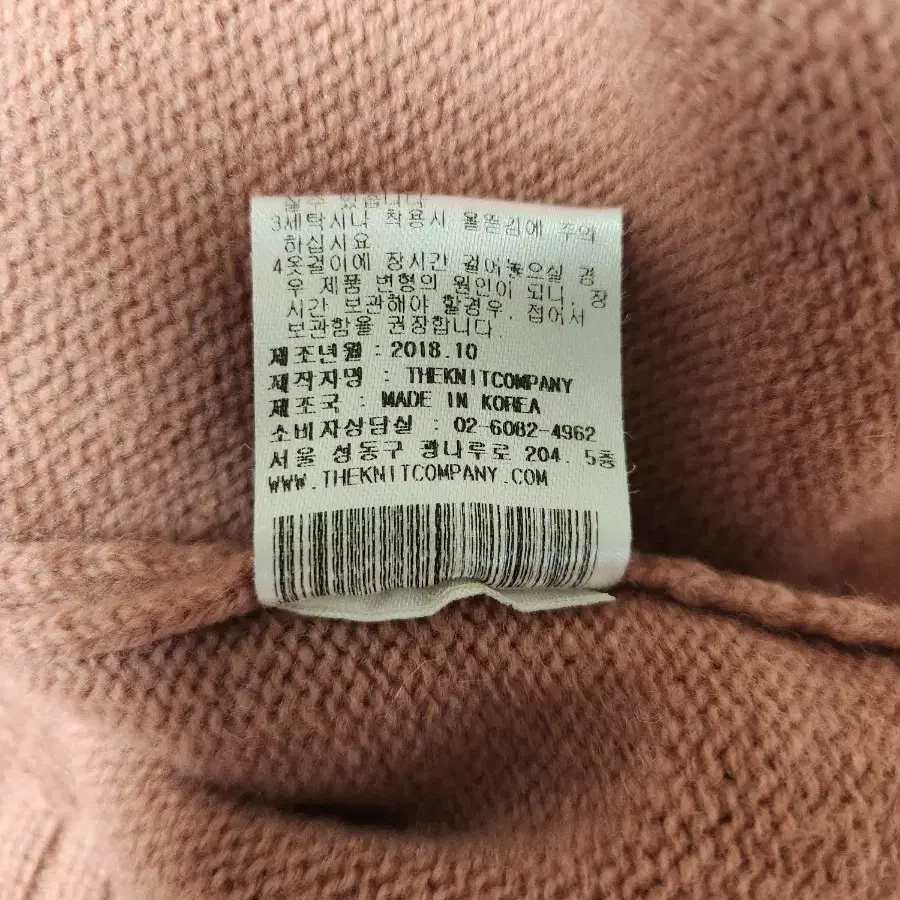 수 있습니다
3세탁시나 착용시 올뜯김에 주의
하십시요
4옷걸이에 장시간 걸어놓으실 경
우 제품 변형의 원인이 되니, 장
시간 보관해야 할경우, 접어서
보관함을 권장합니다.
제조년월 : 2018.10
제작자명 : THEKNITCOMPANY
제조국 : MADE IN KOREA
소비자상담실 : 02-6082-4962
서울 성동구 광나루로 204. 5층
WWW.THEKNITCOMPANY.COM